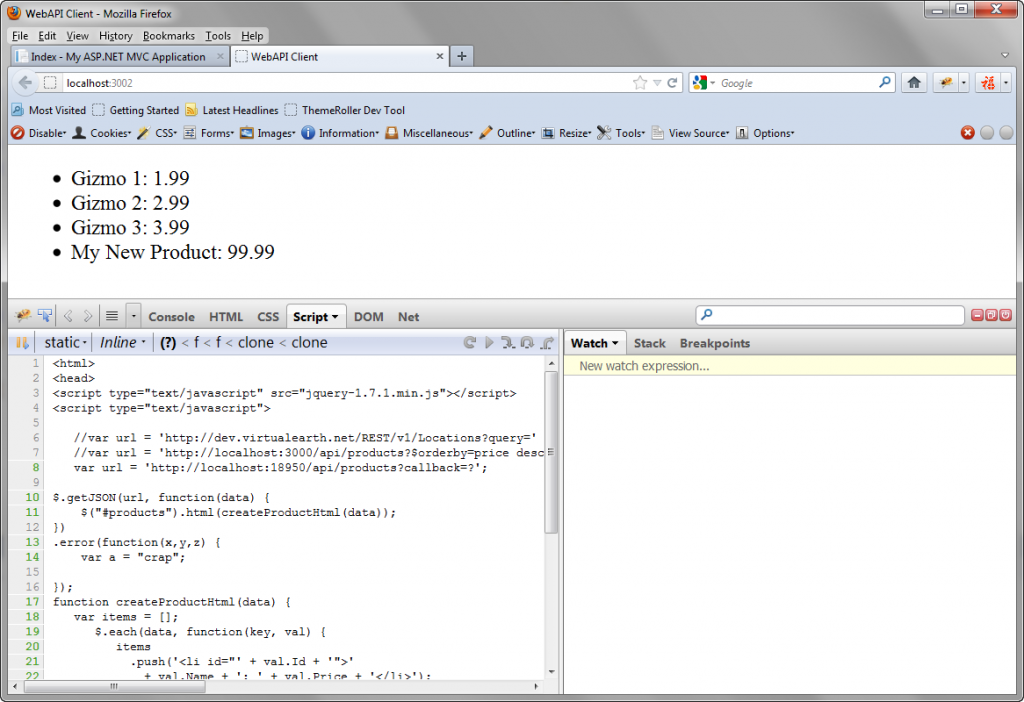 WebAPI Client - Mozilla Firefox
File Edit View History Bookmarks Tools Help
Index - My ASP.NET MVC Application × WebAPI Client × +
localhost:3002 Google
Most Visited Getting Started Latest Headlines ThemeRoller Dev Tool
Disable Cookies CSS Forms Images Information Miscellaneous Outline Resize Tools View Source Options
• Gizmo 1: 1.99
• Gizmo 2: 2.99
• Gizmo 3: 3.99
• My New Product: 99.99
Console HTML CSS Script DOM Net
static Inline (?) < f < f < clone < clone
Watch Stack Breakpoints
New watch expression...
1 <html>
2 <head>
3 <script type="text/javascript" src="jquery-1.7.1.min.js"></script>
4 <script type="text/javascript">
5
6 //var url = 'http://dev.virtualearth.net/REST/v1/Locations?query='
7 //var url = 'http://localhost:3000/api/products?$orderby=price desc
8 var url = 'http://localhost:18950/api/products?callback=?';
9
10 $.getJSON(url, function(data) {
11 $("#products").html(createProductHtml(data));
12 })
13 .error(function(x,y,z) {
14 var a = "crap";
15
16 });
17 function createProductHtml(data) {
18 var items = [];
19 $.each(data, function(key, val) {
20 items
21 .push('<li id="' + val.Id + '">'
22 + val.Name + ': ' + val.Price + '</li>');